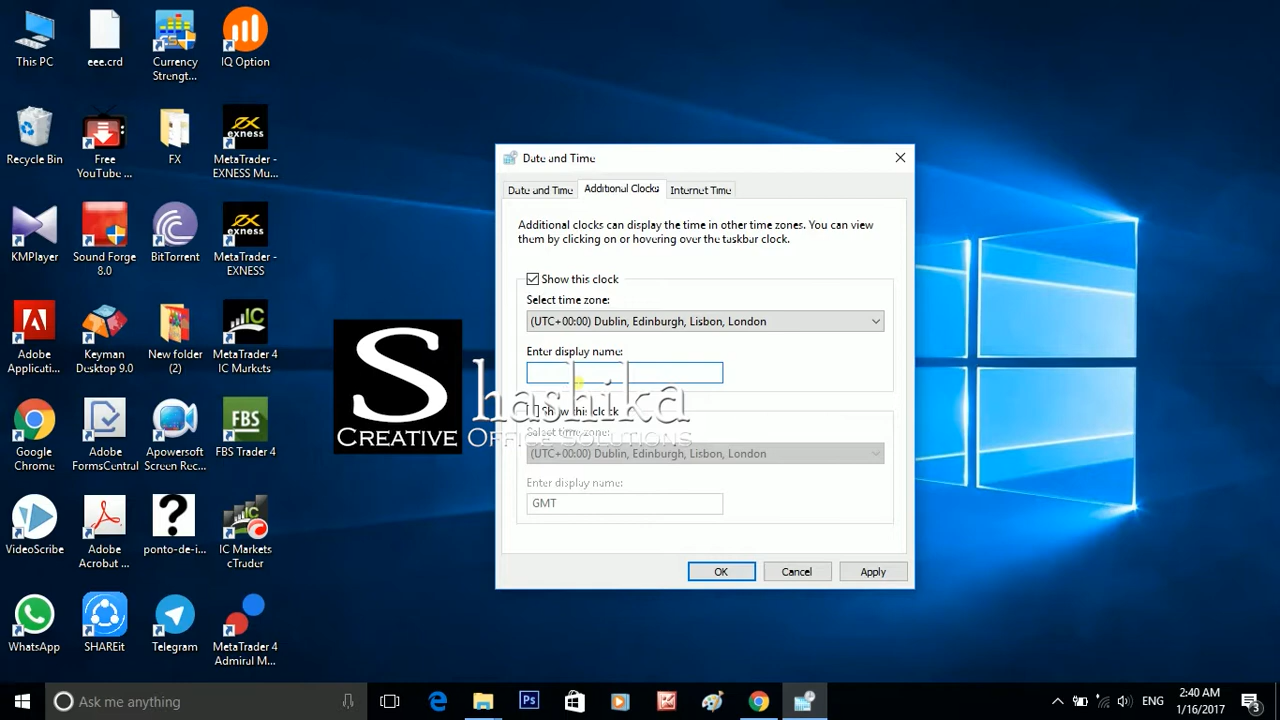 This PC
eee.crd
Currency
Strengt...
IQ Option
Recycle Bin
Free
YouTube ...
FX
MetaTrader -
EXNESS Mu...
KMPlayer
Sound Forge
8.0
BitTorrent
MetaTrader -
EXNESS
Adobe
Applicati...
Keyman
Desktop 9.0
New folder
(2)
MetaTrader 4
IC Markets
Google
Chrome
Adobe
FormsCentral
Apowersoft
Screen Rec...
FBS
FBS Trader 4
VideoScribe
Adobe
Acrobat ...
ponto-de-i...
IC Markets
cTrader
WhatsApp
SHAREit
Telegram
MetaTrader 4
Admiral M...
Date and Time
Date and Time
Additional Clocks
Internet Time
Additional clocks can display the time in other time zones. You can view
them by clicking on or hovering over the taskbar clock.
Show this clock
Select time zone:
(UTC+00:00) Dublin, Edinburgh, Lisbon, London
Enter display name:
Shashika
CREATIVE OFFICE SOLUTIONS
Show this clock
Select time zone:
(UTC+00:00) Dublin, Edinburgh, Lisbon, London
Enter display name:
GMT
OK
Cancel
Apply
Ask me anything
Ps
ENG
2:40 AM
1/16/2017
3